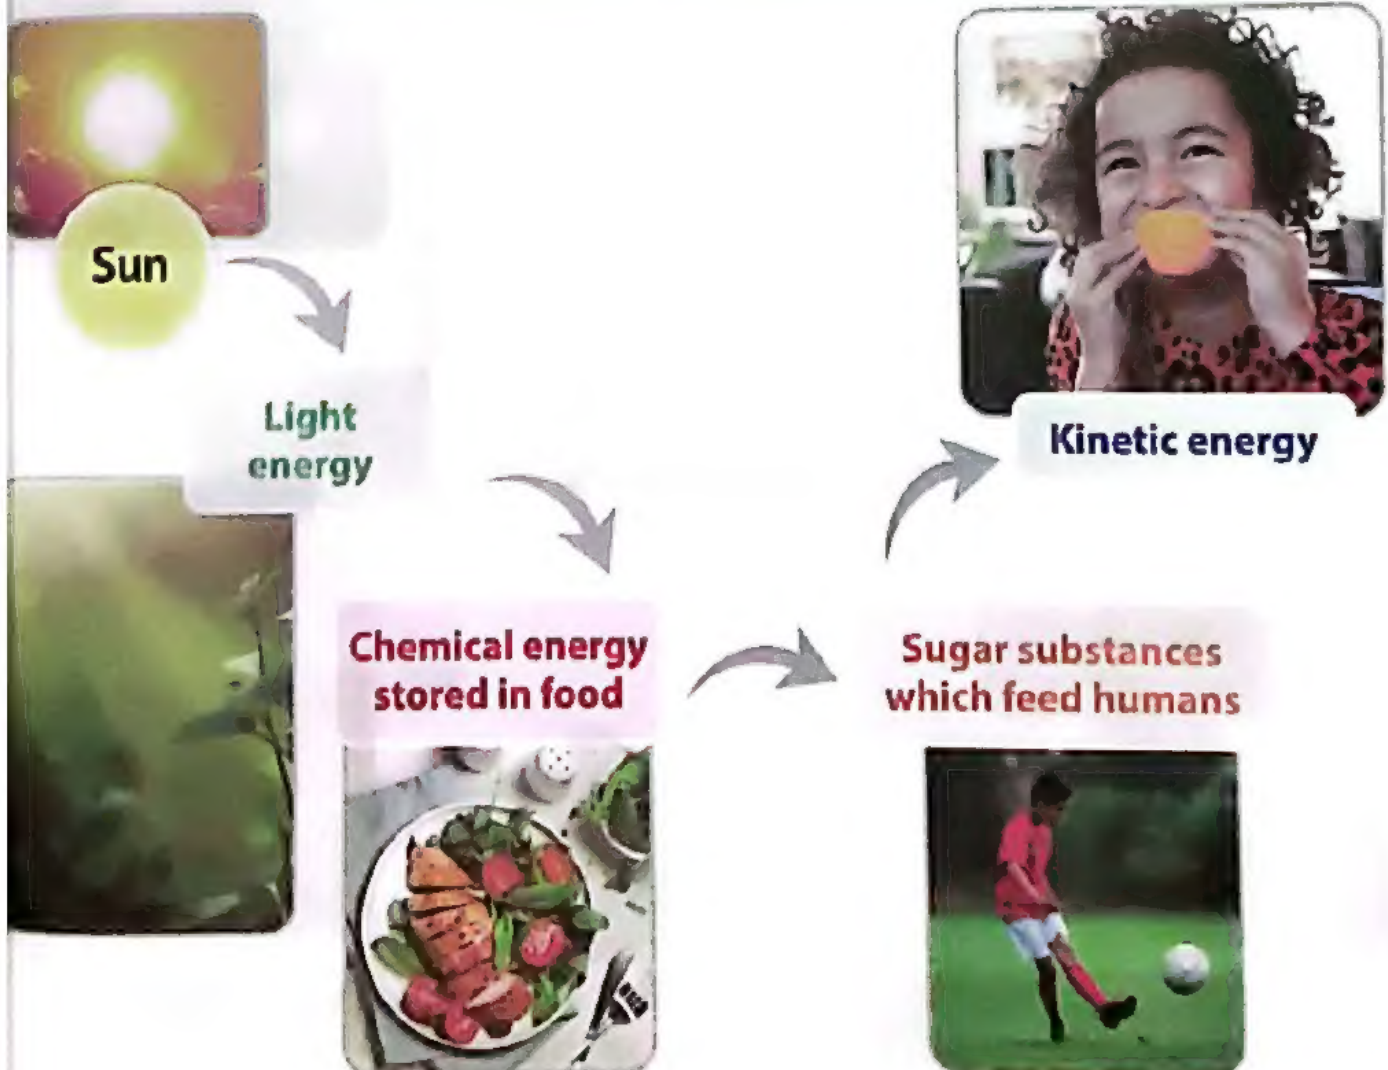 Sun
Light
energy
Chemical energy
stored in food
Sugar substances
which feed humans
Kinetic energy